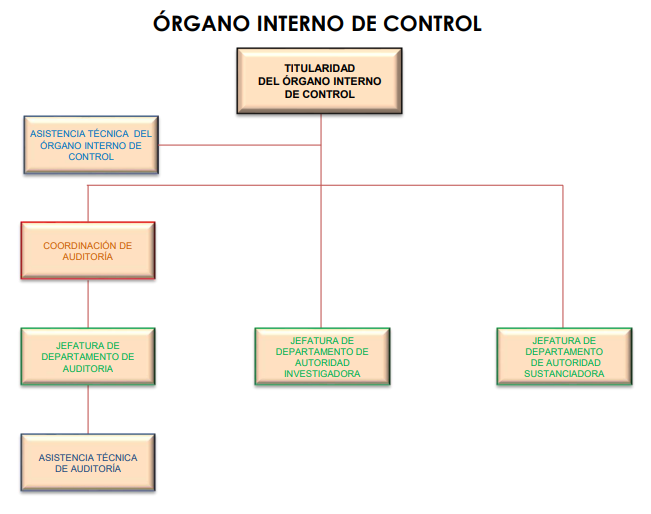 ÓRGANO INTERNO DE CONTROL
TITULARIDAD
DEL ÓRGANO INTERNO
DE CONTROL
ASISTENCIA TÉCNICA DEL
ÓRGANO INTERNO DE
CONTROL
COORDINACIÓN DE
AUDITORÍA
JEFATURA DE
DEPARTAMENTO DE
AUDITORIA
JEFATURA DE
DEPARTAMENTO DE
AUTORIDAD
INVESTIGADORA
JEFATURA DE
DEPARTAMENTO
DE AUTORIDAD
SUSTANCIADORA
ASISTENCIA TÉCNICA
DE AUDITORÍA